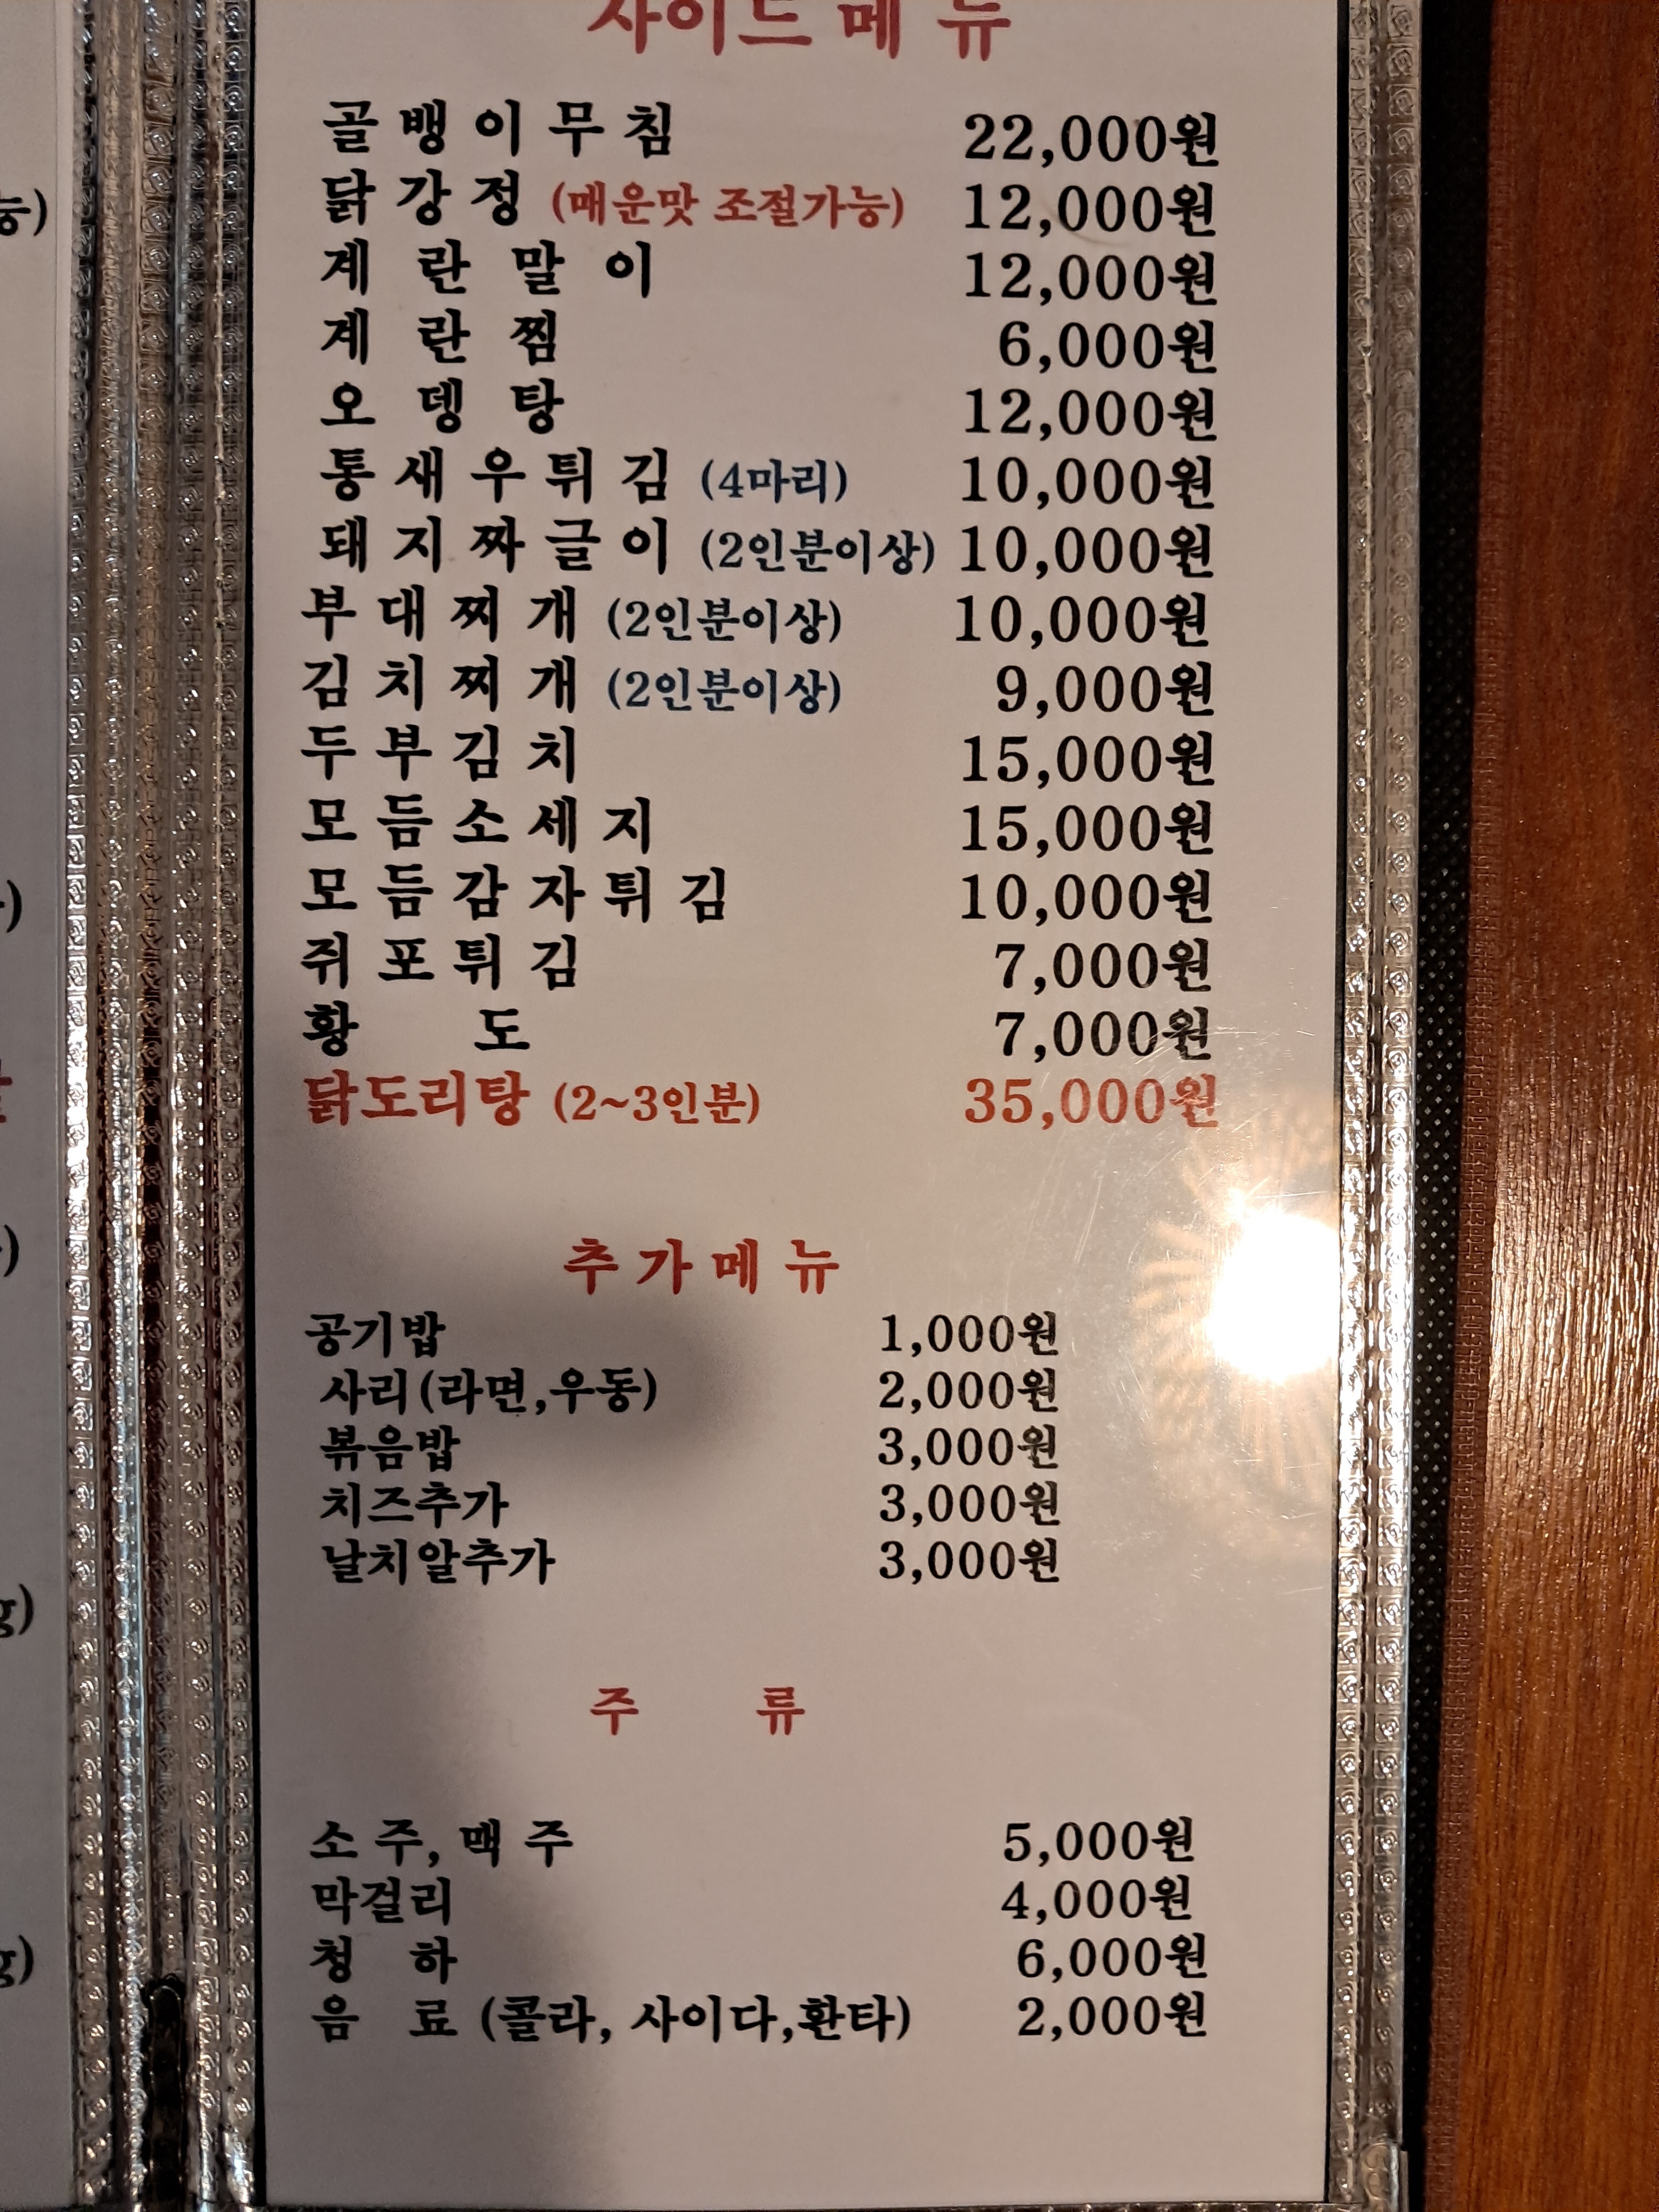 사이드 메 뉴
골 뱅 이 무 침 22,000원
닭 강 정 (매운맛 조절가능) 12,000원
계 란 말 이 12,000원
계 란 찜 6,000원
오 뎅 탕 12,000원
통 새 우 튀 김 (4마리) 10,000원
돼 지 짜 글 이 (2인분이상) 10,000원
부 대 찌 개 (2인분이상) 10,000원
김 치 찌 개 (2인분이상) 9,000원
두 부 김 치 15,000원
모 듬 소 세 지 15,000원
모 듬 감 자 튀 김 10,000원
쥐 포 튀 김 7,000원
황 도 7,000원
닭도리탕 (2~3인분) 35,000원
추 가 메 뉴
공기밥 1,000원
사리(라면,우동) 2,000원
볶음밥 3,000원
치즈추가 3,000원
날치알추가 3,000원
주 류
소 주, 맥 주 5,000원
막걸리 4,000원
청 하 6,000원
음 료 (콜라, 사이다,환타) 2,000원